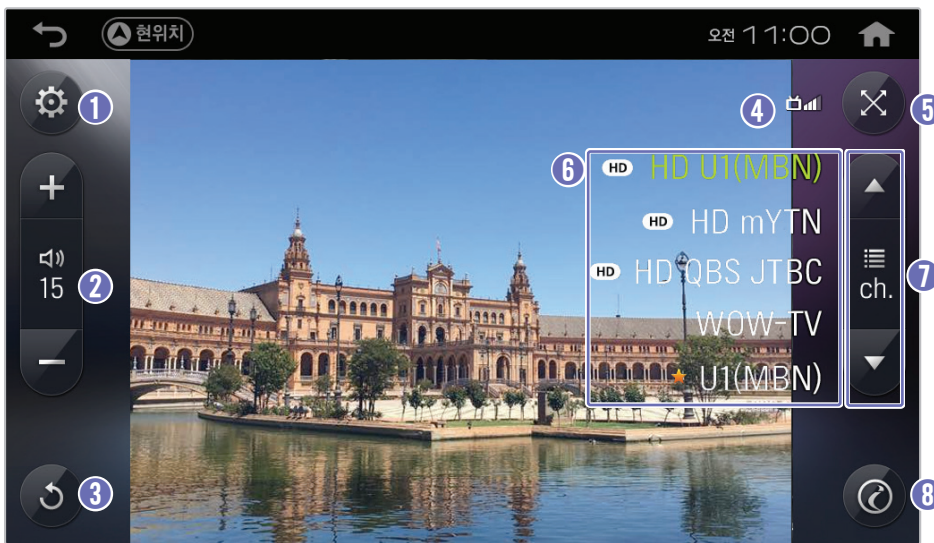 현위치
오전 11:00
1
4
5
6
HD HD U1(MBN)
HD HD mYTN
HD HD QBS JTBC
WOW-TV
U1(MBN)
15
2
ch.
7
3
8